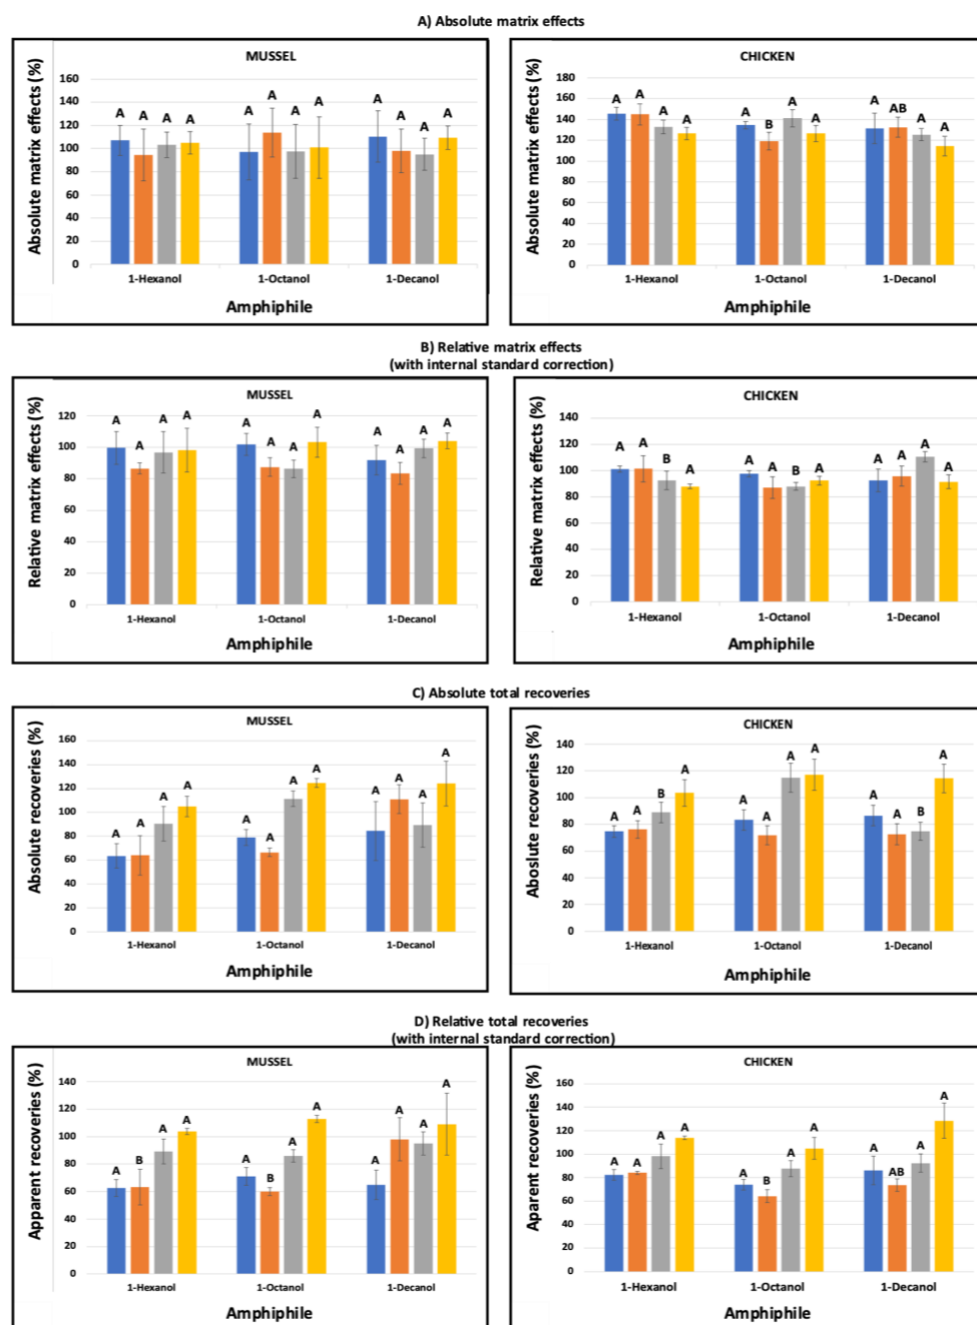 A) Absolute matrix effects
MUSSEL
Absolute matrix effects (%)
160
140
120
100
80
60
40
20
0
A A A A A A A A A A A A
1-Hexanol 1-Octanol 1-Decanol
Amphiphile
CHICKEN
Absolute matrix effects (%)
180
160
140
120
100
80
60
40
20
0
A A A A A B A A A AB A A
1-Hexanol 1-Octanol 1-Decanol
Amphiphile
B) Relative matrix effects
(with internal standard correction)
MUSSEL
Relative matrix effects (%)
120
100
80
60
40
20
0
A A A A A A A A A A A A
1-Hexanol 1-Octanol 1-Decanol
Amphiphile
CHICKEN
Relative matrix effects (%)
140
120
100
80
60
40
20
0
A A B A A A B A A A A A
1-Hexanol 1-Octanol 1-Decanol
Amphiphile
C) Absolute total recoveries
MUSSEL
Absolute recoveries (%)
160
140
120
100
80
60
40
20
0
A A A A A A A A A A A A
1-Hexanol 1-Octanol 1-Decanol
Amphiphile
CHICKEN
Absolute recoveries (%)
140
120
100
80
60
40
20
0
A A B A A A A A A A B A
1-Hexanol 1-Octanol 1-Decanol
Amphiphile
D) Relative total recoveries
(with internal standard correction)
MUSSEL
Apparent recoveries (%)
140
120
100
80
60
40
20
0
A B A A A B A A A A A A
1-Hexanol 1-Octanol 1-Decanol
Amphiphile
CHICKEN
Aparent recoveries (%)
160
140
120
100
80
60
40
20
0
A A A A A B A A A AB A A
1-Hexanol 1-Octanol 1-Decanol
Amphiphile